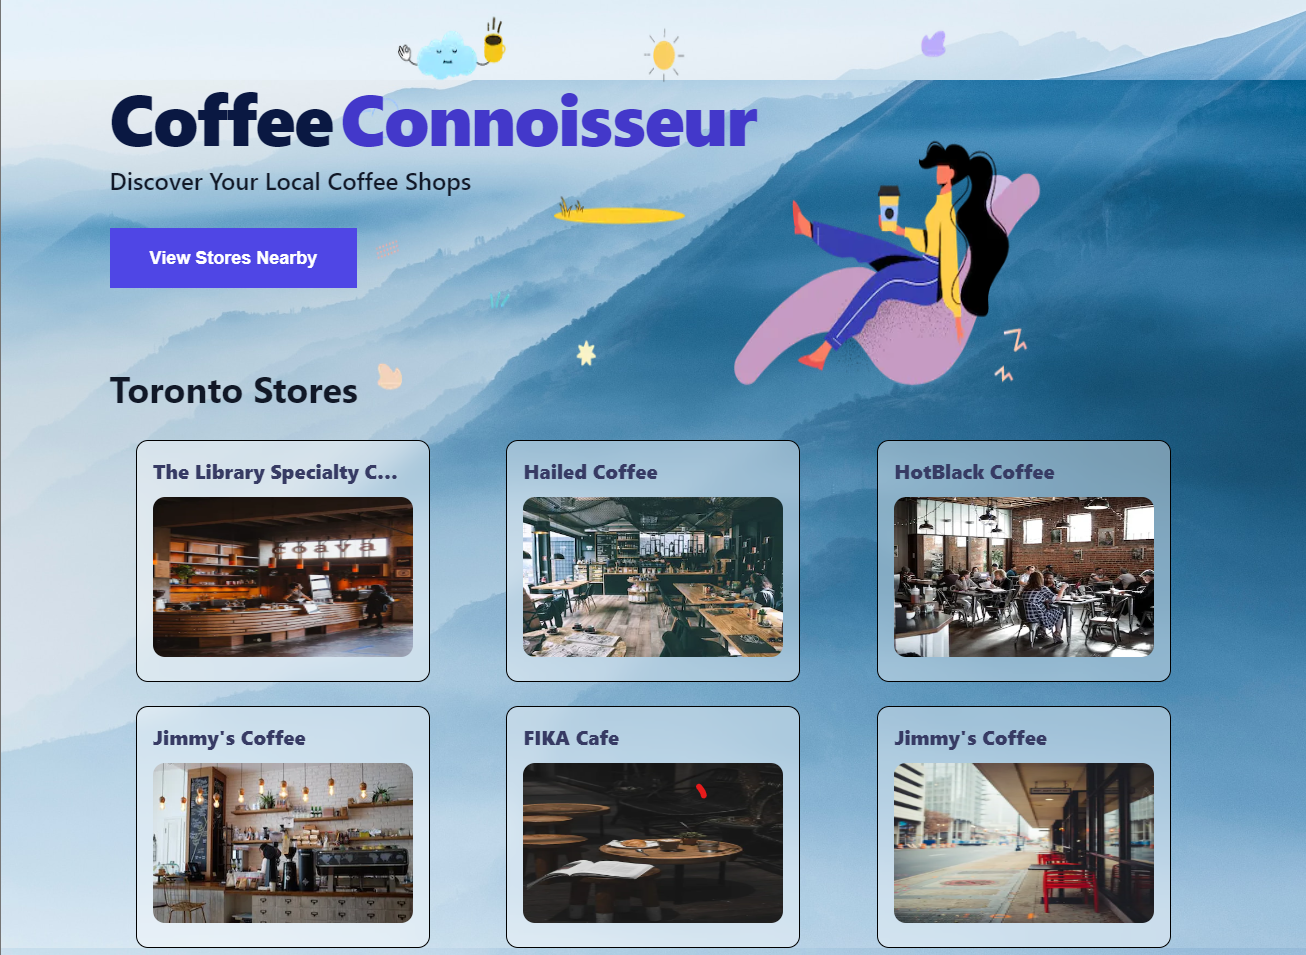 Coffee Connoisseur
Discover Your Local Coffee Shops
View Stores Nearby
Toronto Stores
The Library Specialty C...
Hailed Coffee
HotBlack Coffee
coava
Jimmy's Coffee
FIKA Cafe
Jimmy's Coffee